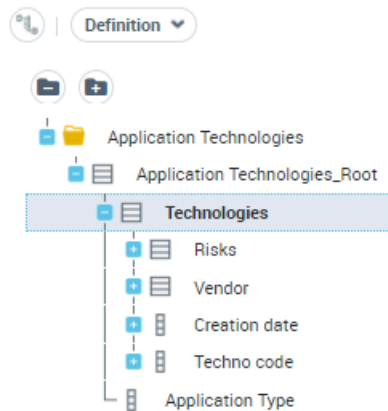 Definition
Application Technologies
Application Technologies_Root
Technologies
Risks
Vendor
Creation date
Techno code
Application Type